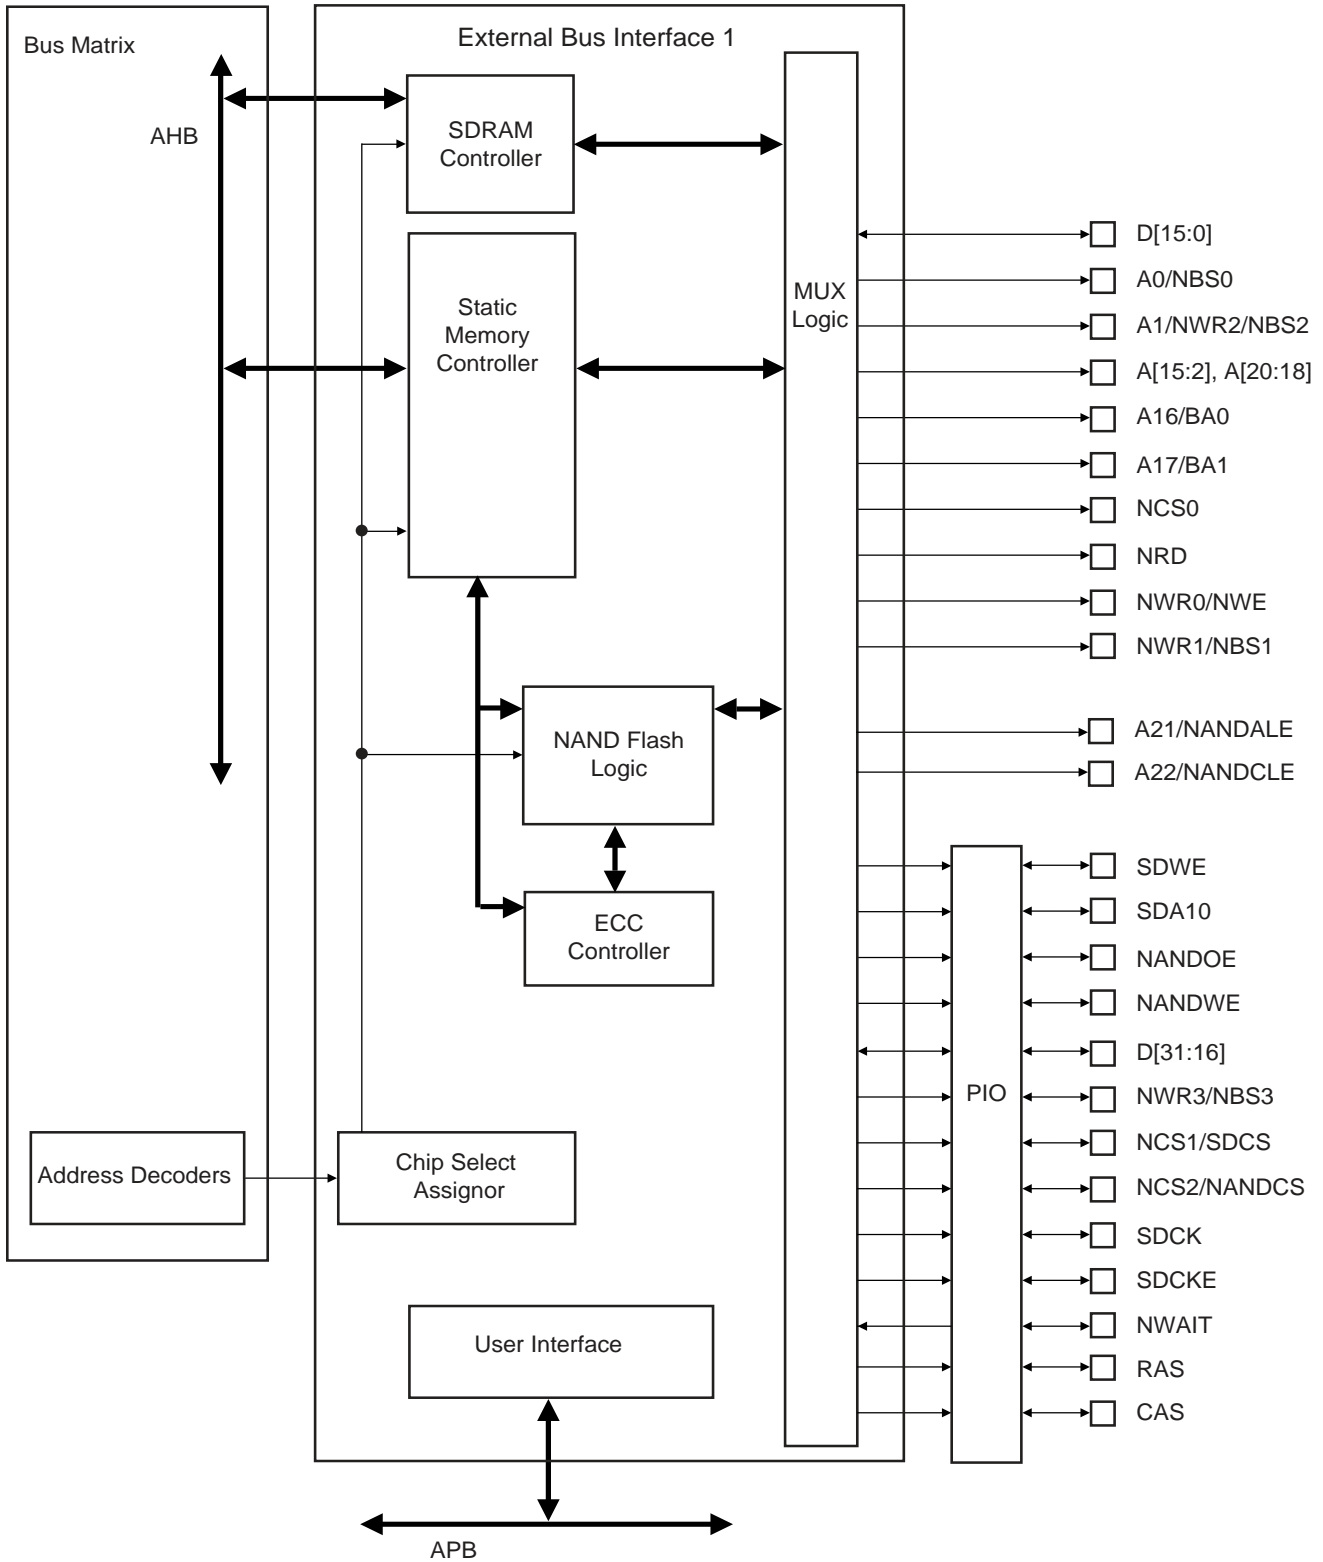 Bus Matrix
External Bus Interface 1
AHB
SDRAM
Controller
Static
Memory
Controller
MUX
Logic
NAND Flash
Logic
ECC
Controller
Address Decoders
Chip Select
Assignor
User Interface
APB
PIO
D[15:0]
A0/NBS0
A1/NWR2/NBS2
A[15:2], A[20:18]
A16/BA0
A17/BA1
NCS0
NRD
NWR0/NWE
NWR1/NBS1
A21/NANDALE
A22/NANDCLE
SDWE
SDA10
NANDOE
NANDWE
D[31:16]
NWR3/NBS3
NCS1/SDCS
NCS2/NANDCS
SDCK
SDCKE
NWAIT
RAS
CAS